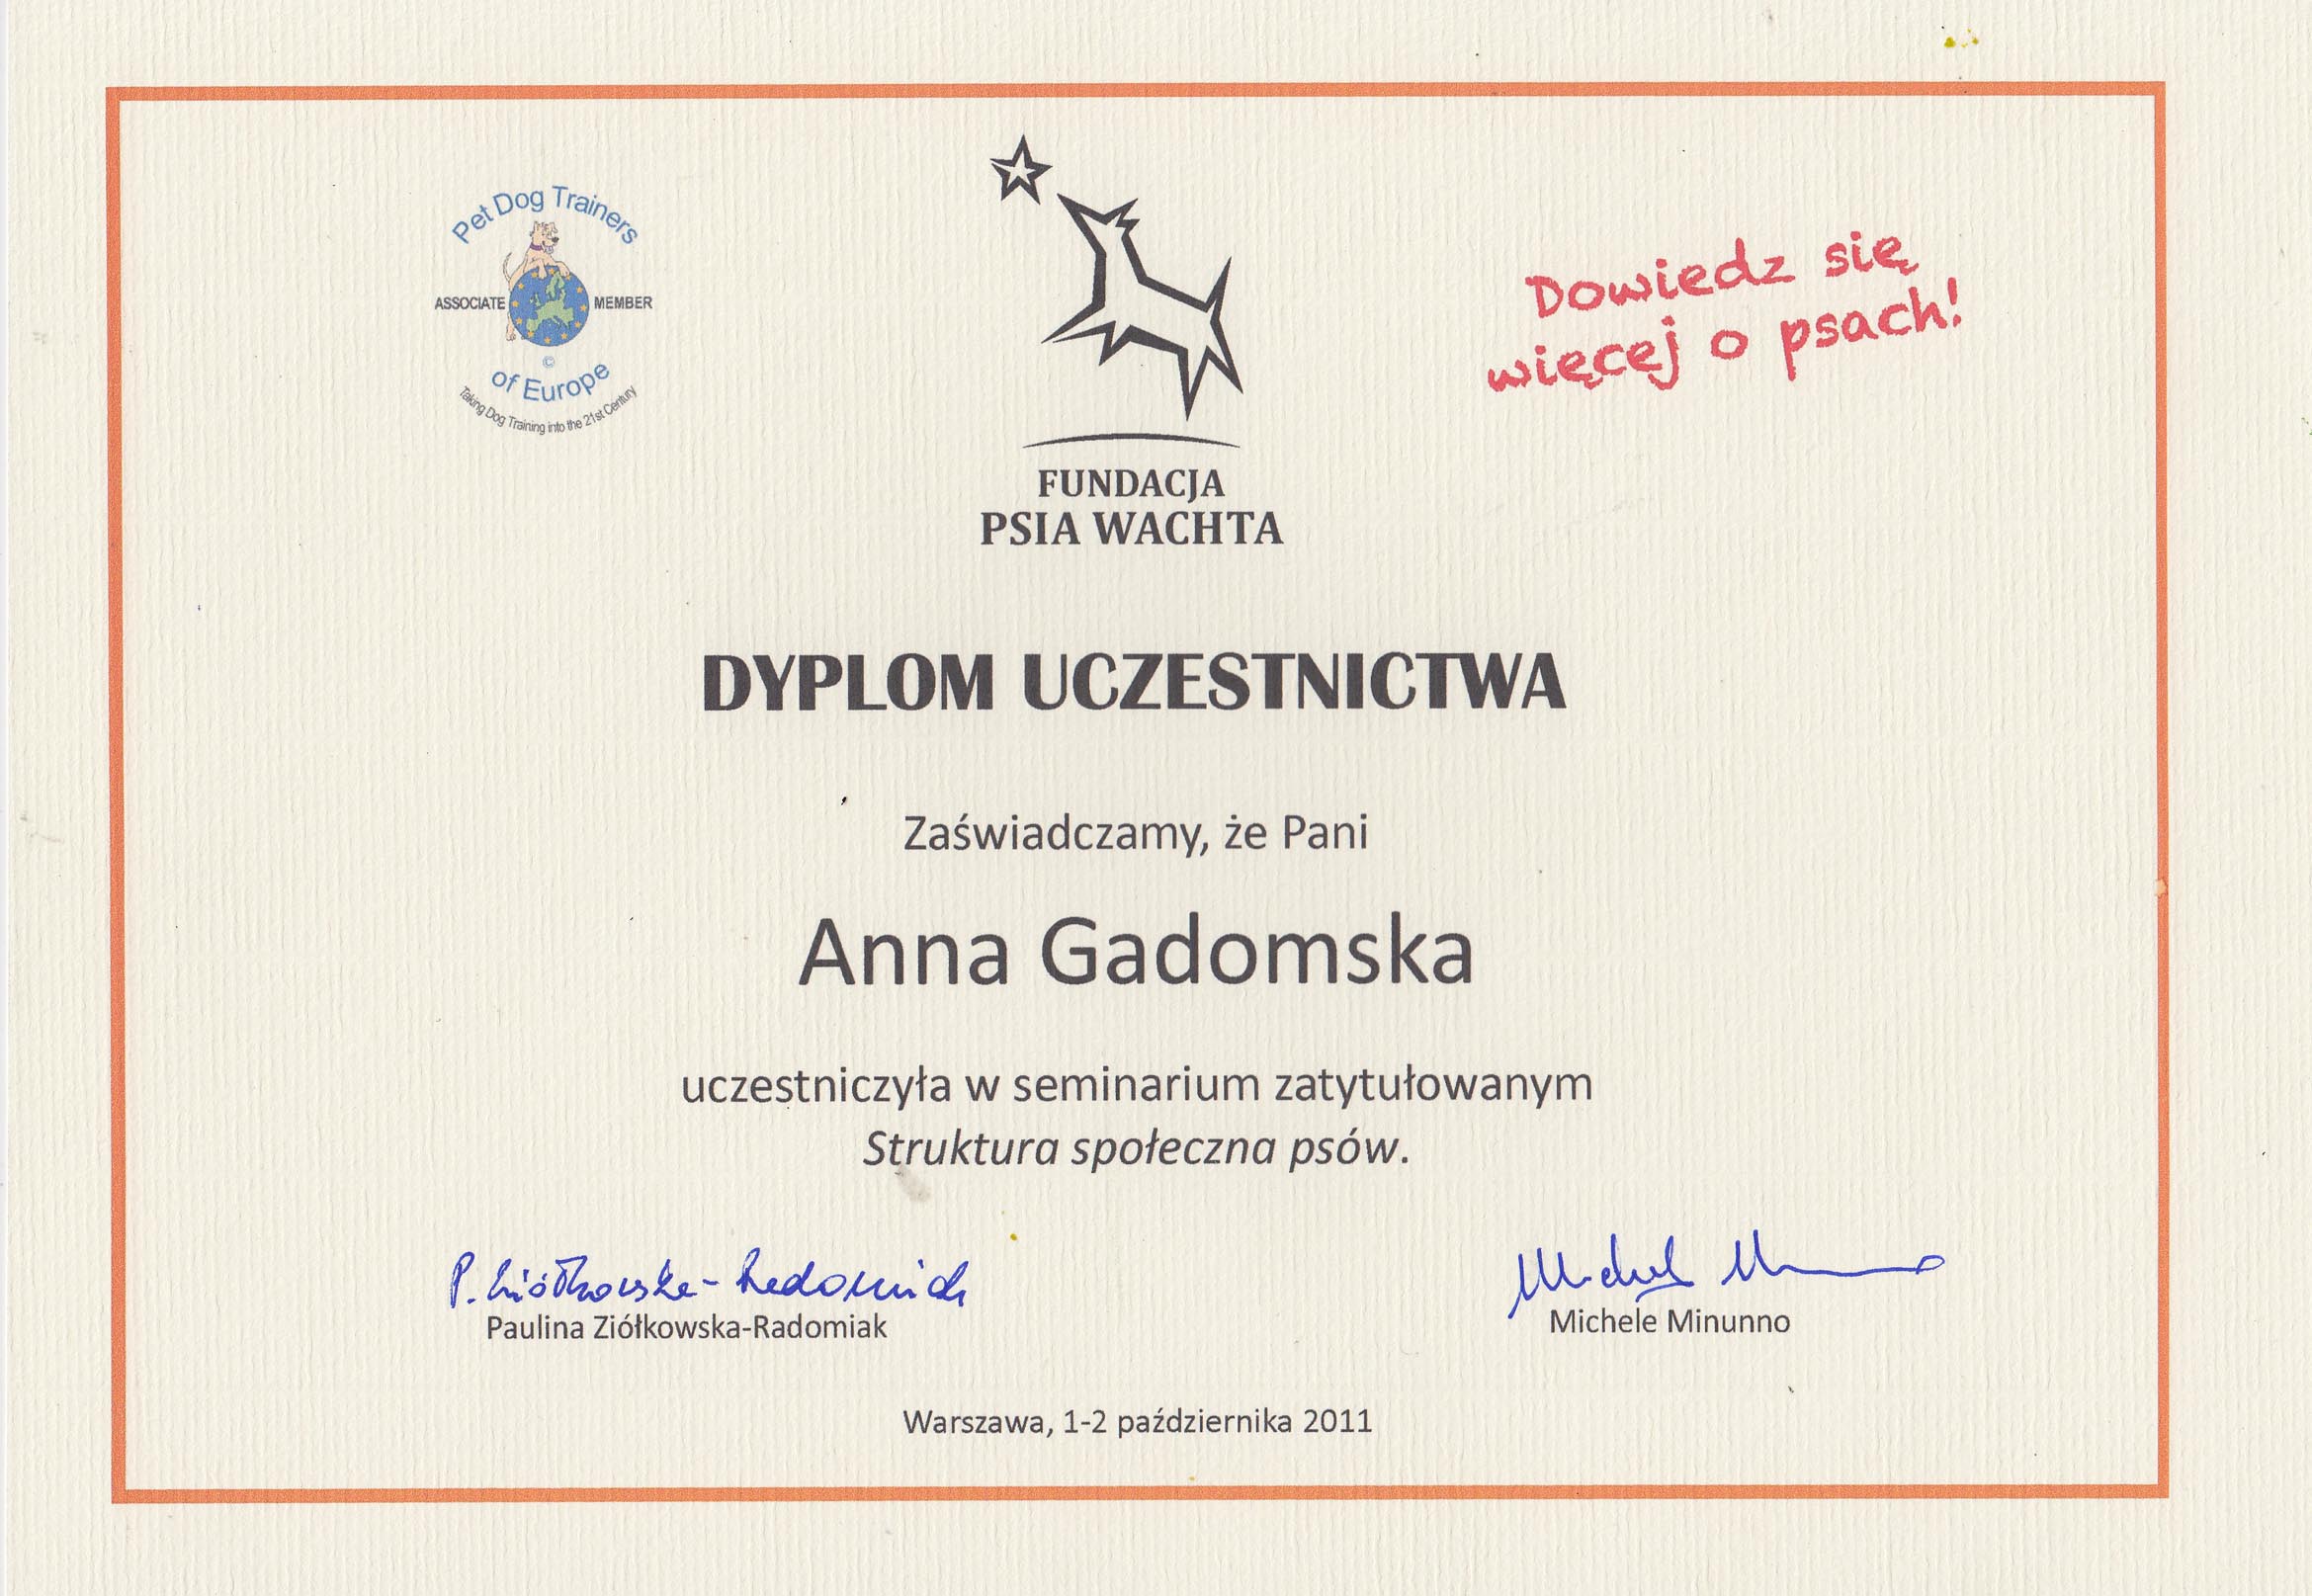 Pet Dog Trainers
ASSOCIATE MEMBER
©
of Europe
Taking Dog Training into the 21st Century
Dowiedz się
więcej o psach!
FUNDACJA
PSIA WACHTA
DYPLOM UCZESTNICTWA
Zaświadczamy, że Pani
Anna Gadomska
uczestniczyła w seminarium zatytułowanym
Struktura społeczna psów.
P. Ziółkowska-Radomiak
Michele Minunno
Paulina Ziółkowska-Radomiak
Michele Minunno
Warszawa, 1-2 października 2011